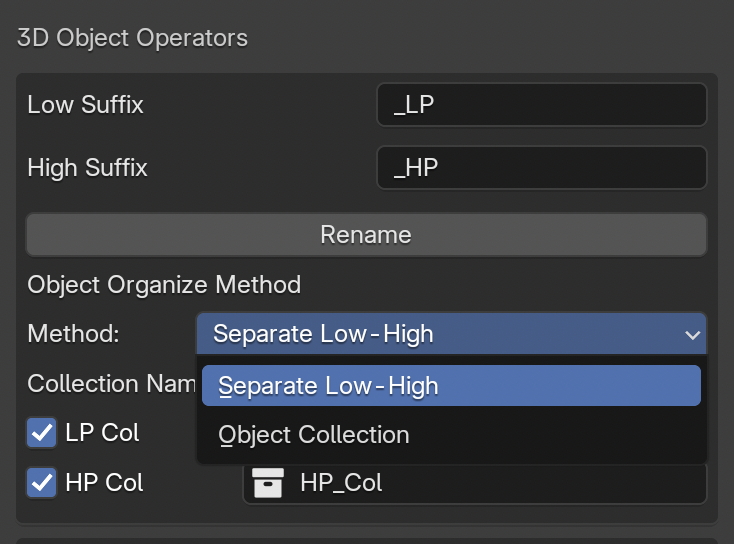 3D Object Operators
Low Suffix _LP
High Suffix _HP
Rename
Object Organize Method
Method: Separate Low-High
Collection Nam
Separate Low-High
LP Col
Object Collection
HP Col HP_Col